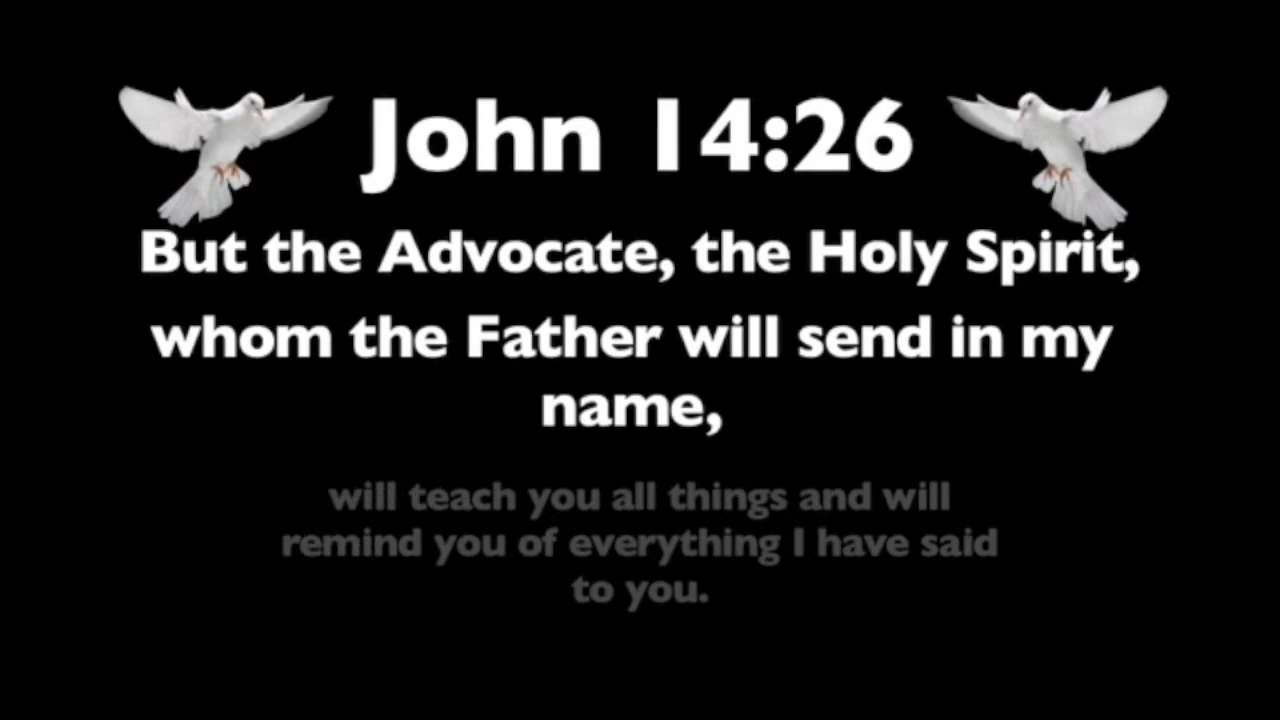 John 14:26
But the Advocate, the Holy Spirit,
whom the Father will send in my
name,
will teach you all things and will
remind you of everything I have said
to you.